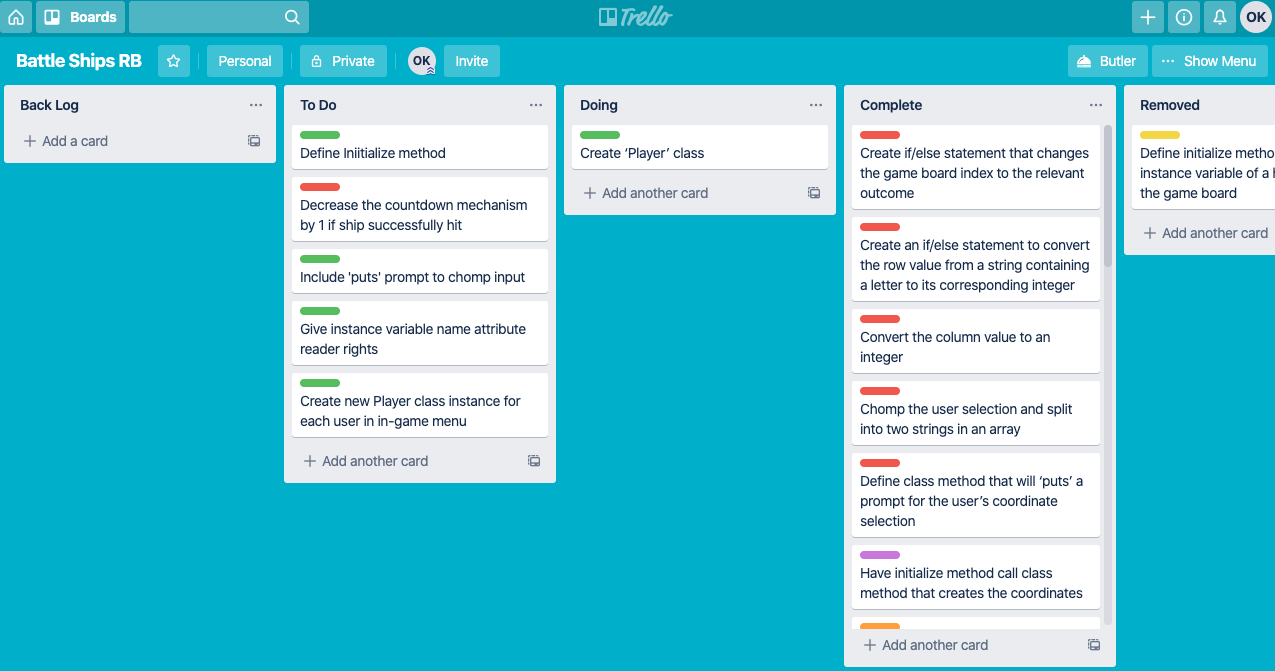 Boards
Trello
OK
Battle Ships RB
Personal
Private
OK
Invite
Butler
Show Menu
Back Log
Add a card
To Do
Define Iniitialize method
Decrease the countdown mechanism
by 1 if ship successfully hit
Include 'puts' prompt to chomp input
Give instance variable name attribute
reader rights
Create new Player class instance for
each user in in-game menu
Add another card
Doing
Create ‘Player’ class
Add another card
Complete
Create if/else statement that changes
the game board index to the relevant
outcome
Create an if/else statement to convert
the row value from a string containing
a letter to its corresponding integer
Convert the column value to an
integer
Chomp the user selection and split
into two strings in an array
Define class method that will ‘puts’ a
prompt for the user’s coordinate
selection
Have initialize method call class
method that creates the coordinates
Add another card
Removed
Define initialize metho
instance variable of a
the game board
Add another card